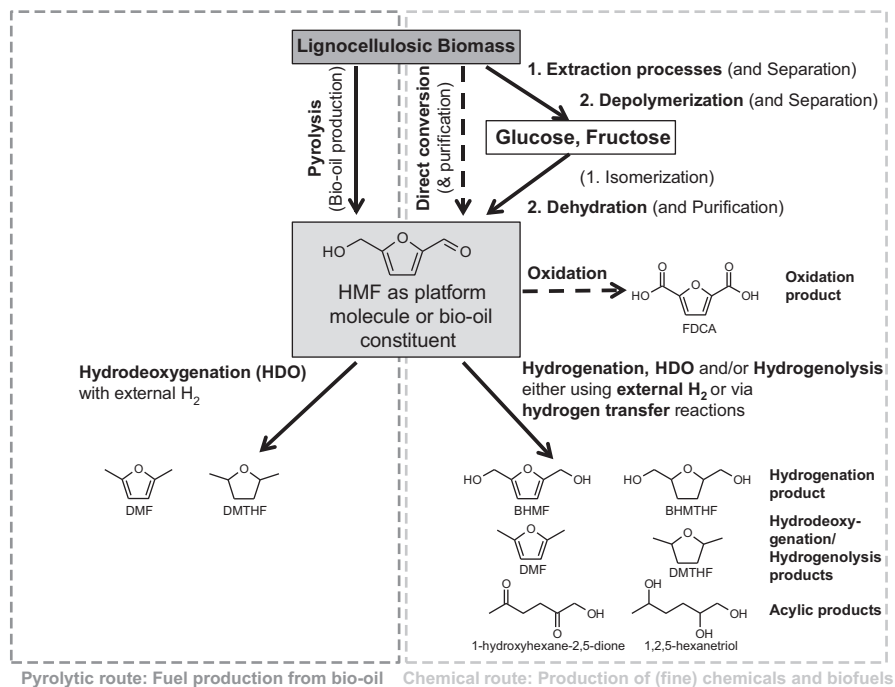 Lignocellulosic Biomass
Pyrolysis
(Bio-oil production)
Direct conversion
(& purification)
1. Extraction processes (and Separation)
2. Depolymerization (and Separation)
Glucose, Fructose
(1. Isomerization)
2. Dehydration (and Purification)
HO
O
O
HMF as platform
molecule or bio-oil
constituent
Oxidation
O
O
HO
O
OH
FDCA
Oxidation
product
Hydrodeoxygenation (HDO)
with external H2
Hydrogenation, HDO and/or Hydrogenolysis
either using external H2 or via
hydrogen transfer reactions
O
DMF
O
DMTHF
HO
O
OH
BHMF
HO
O
OH
BHMTHF
Hydrogenation
product
O
DMF
O
DMTHF
Hydrodeoxy-
genation/
Hydrogenolysis
products
O
OH
O
1-hydroxyhexane-2,5-dione
OH
OH
OH
1,2,5-hexanetriol
Acylic products
Pyrolytic route: Fuel production from bio-oil
Chemical route: Production of (fine) chemicals and biofuels